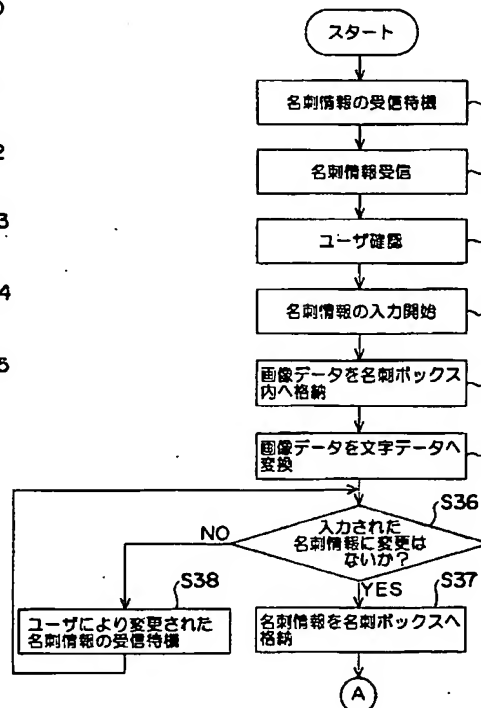 スタート
名刺情報の受信待機
名刺情報受信
ユーザ確認
名刺情報の入力開始
画像データを名刺ボックス
内へ格納
画像データを文字データへ
変換
S36
入力された
名刺情報に変更は
ないか?
NO
YES
S38
S37
ユーザにより変更された
名刺情報の受信待機
名刺情報を名刺ボックスへ
格納
A
2
3
4
5